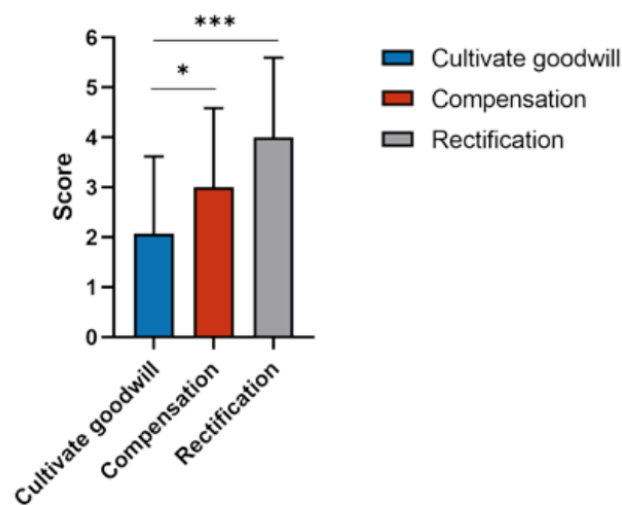 ***
*
6
5
4
3
2
1
0
Score
Cultivate goodwill
Compensation
Rectification
Cultivate goodwill
Compensation
Rectification